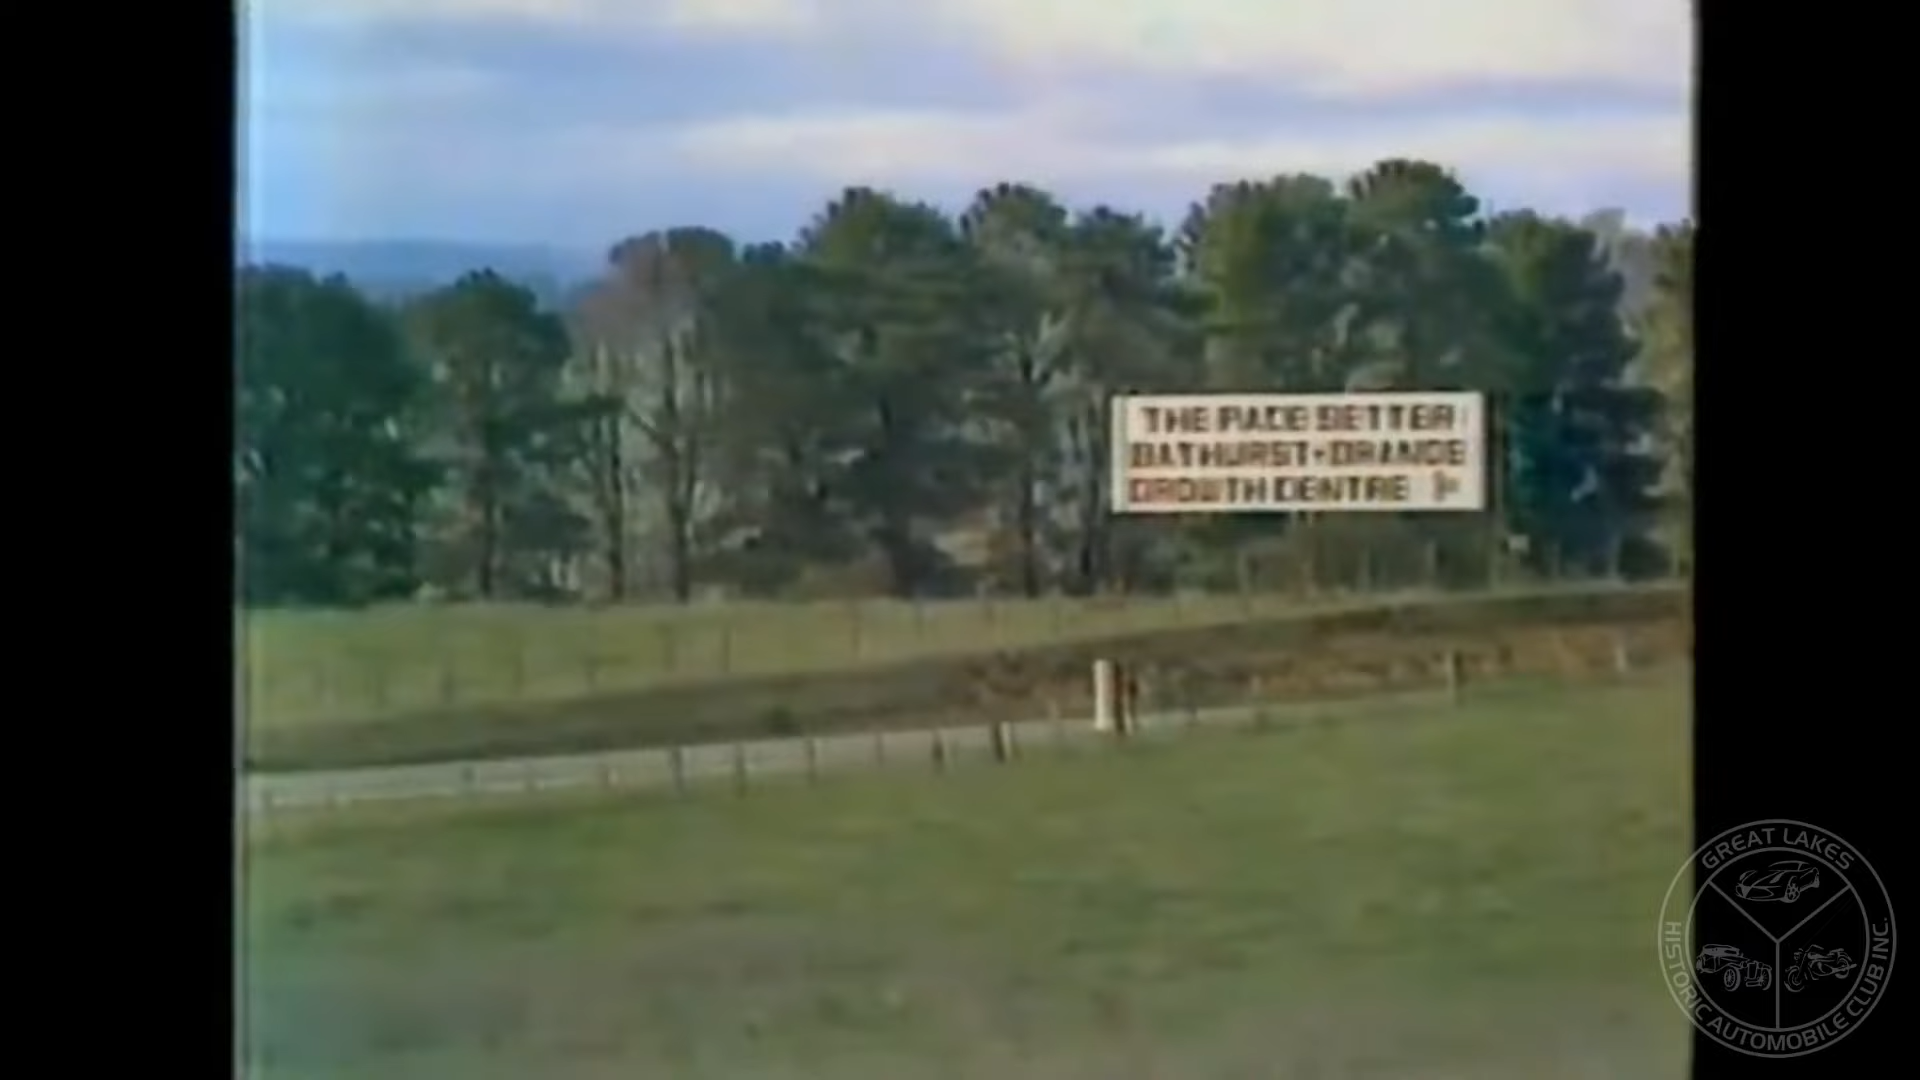 THE PACE SETTER
BATHURST-ORANGE
GROWTH CENTRE
GREAT LAKES
HISTORIC AUTOMOBILE CLUB INC.